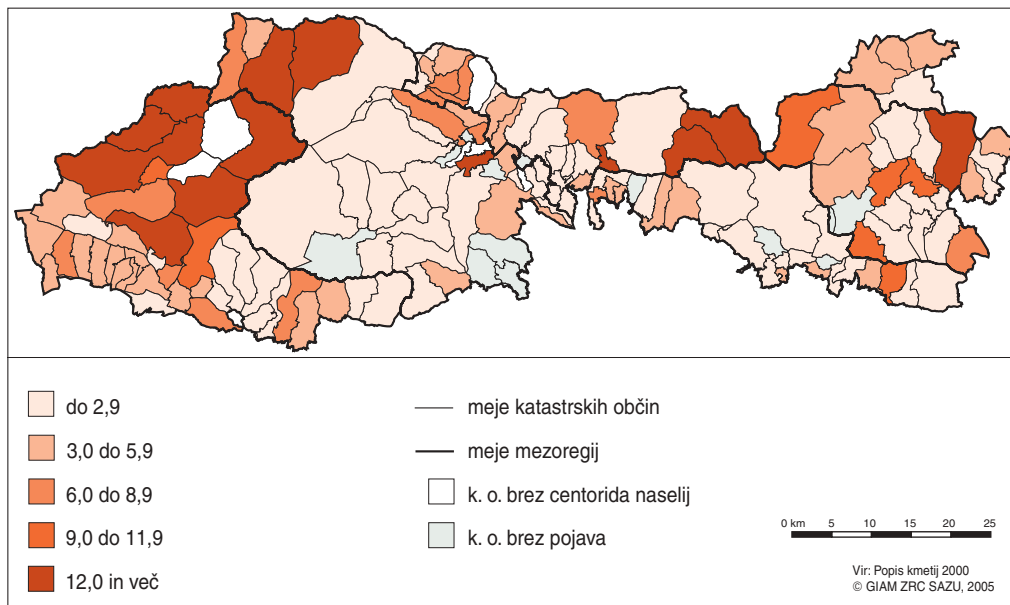 do 2,9
3,0 do 5,9
6,0 do 8,9
9,0 do 11,9
12,0 in več
meje katastrskih občin
meje mezoregij
k. o. brez centorida naselij
k. o. brez pojava
0 km 5 10 15 20 25
Vir: Popis kmetij 2000
© GIAM ZRC SAZU, 2005